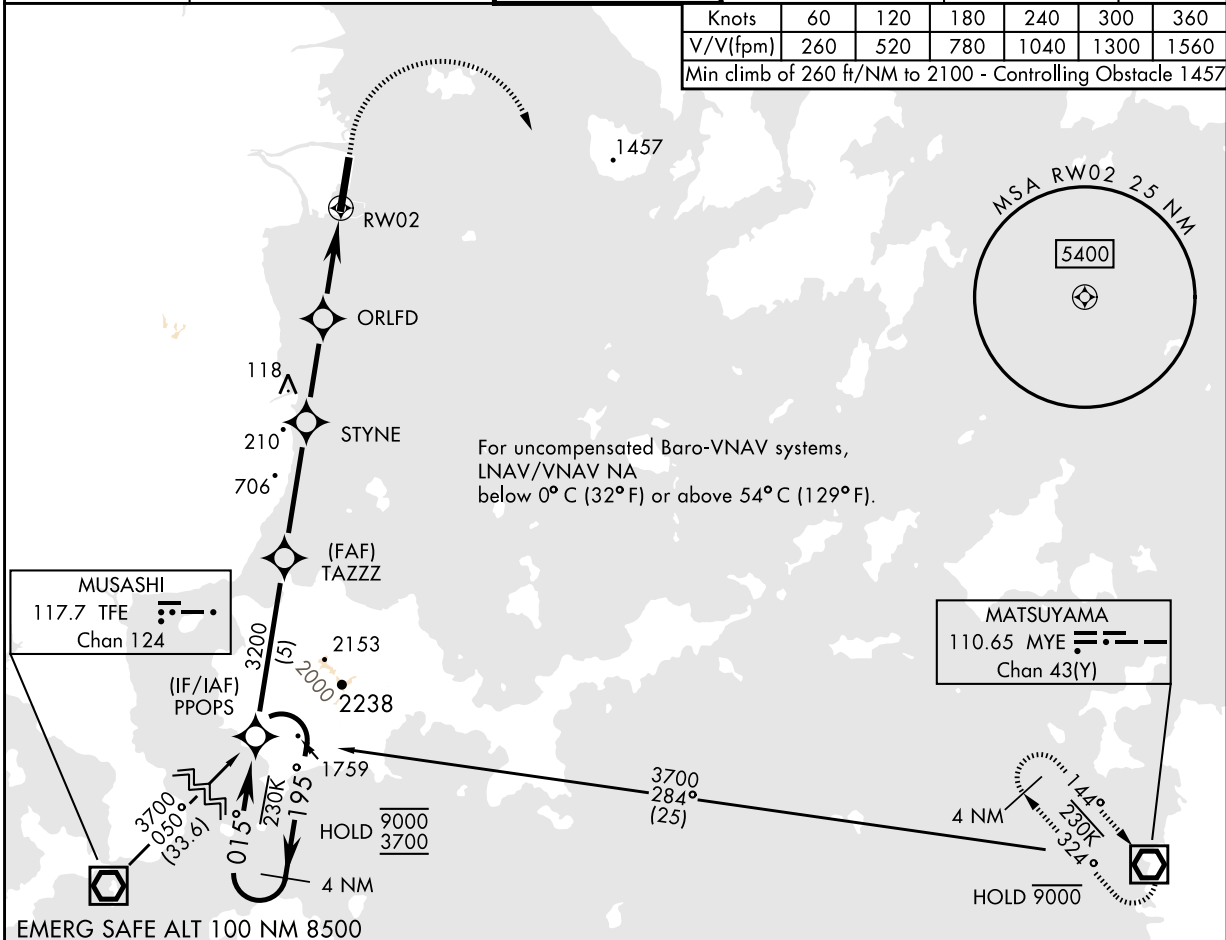 Knots 60 120 180 240 300 360
V/V(fpm) 260 520 780 1040 1300 1560
Min climb of 260 ft/NM to 2100 - Controlling Obstacle 1457
1457
MSA RW02 25 NM
5400
RW02
ORLFD
118
210
STYNE
706
For uncompensated Baro-VNAV systems,
LNAV/VNAV NA
below 0° C (32° F) or above 54° C (129° F).
(FAF)
TAZZZ
MUSASHI
117.7 TFE
Chan 124
MATSUYAMA
110.65 MYE
Chan 43(Y)
3200
(5)
2153
2000
2238
(IF/IAF)
PPOPS
1759
3700
284°
(25)
3700
050°
(33.6)
015°
230K
195°
HOLD 9000
3700
4 NM
4 NM
144°
230K
324°
HOLD 9000
EMERG SAFE ALT 100 NM 8500